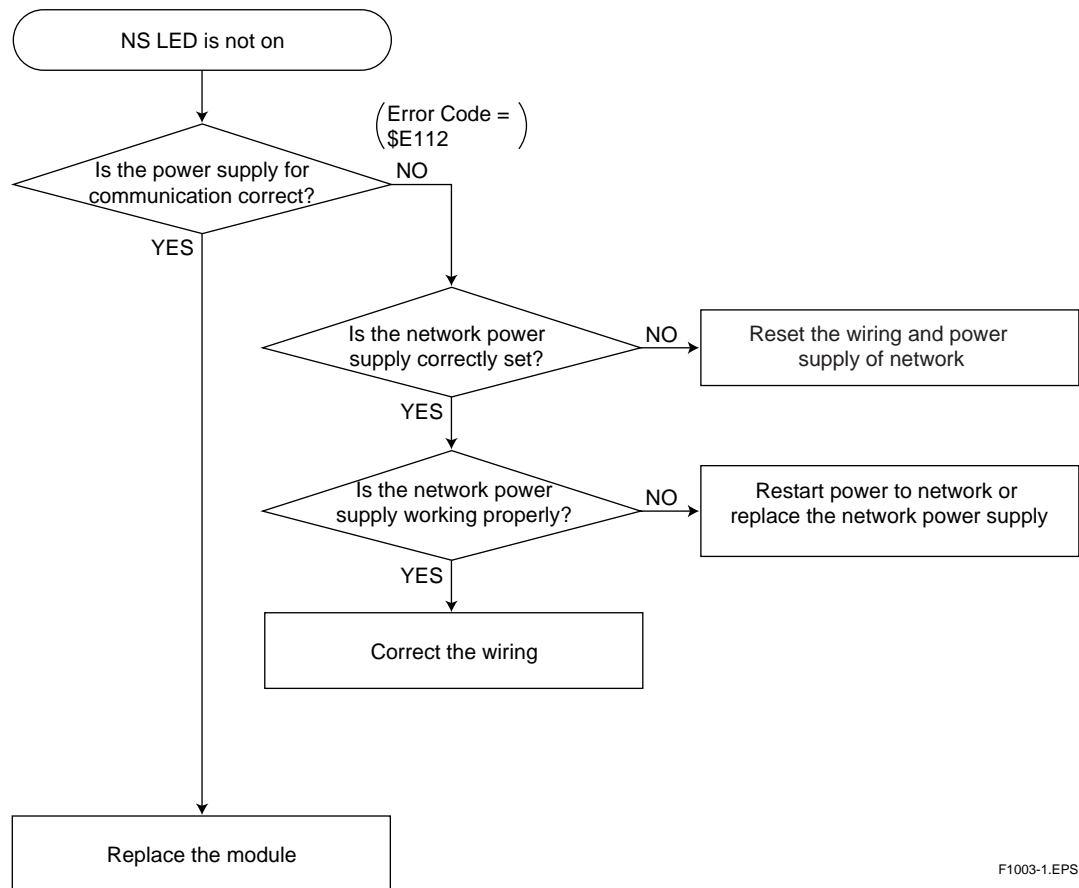 NS LED is not on
(Error Code =
$E112)
Is the power supply for
communication correct?
NO
YES
Is the network power
supply correctly set?
NO
Reset the wiring and power
supply of network
YES
Is the network power
supply working properly?
NO
Restart power to network or
replace the network power supply
YES
Correct the wiring
Replace the module
F1003-1.EPS